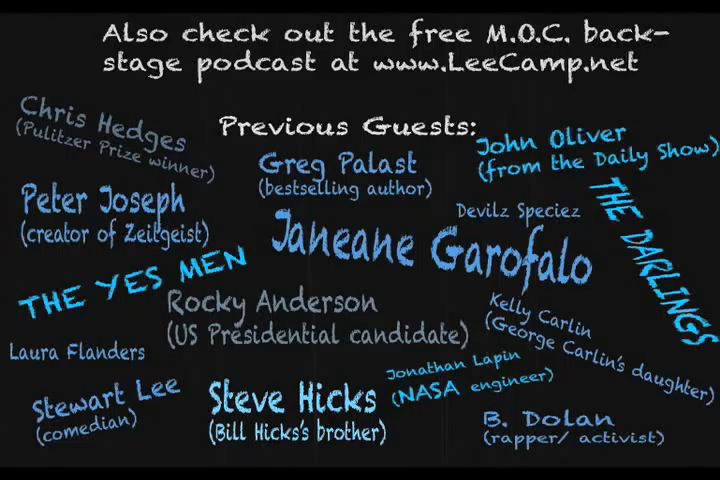 Also check out the free M.O.C. back-
stage podcast at www.LeeCamp.net
Previous Guests:
Chris Hedges
(Pulitzer Prize winner)
Greg Palast
(bestselling author)
John Oliver
(from the Daily Show)
Peter Joseph
(creator of Zeitgeist)
Devilz Speciez
Janeane Garofalo
THE DARLINGS
THE YES MEN
Rocky Anderson
(US Presidential candidate)
Kelly Carlin
(George Carlin's daughter)
Laura Flanders
Jonathan Lapin
(NASA engineer)
Stewart Lee
(comedian)
Steve Hicks
(Bill Hicks's brother)
B. Dolan
(rapper/ activist)